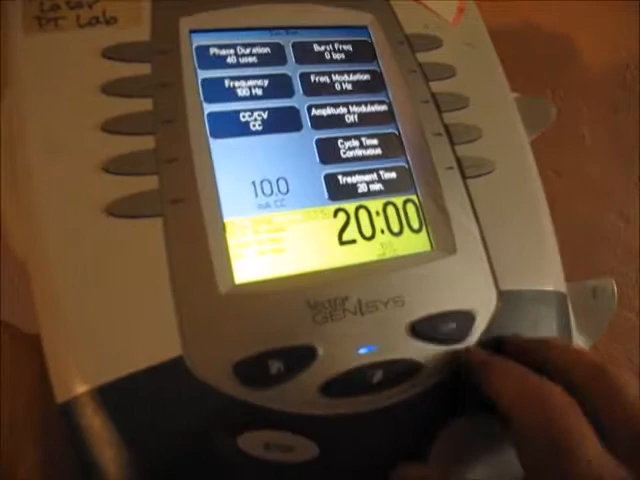 Laser
PT Lab
Phase Duration
40 usec
Burst Freq
0 bps
Frequency
100 Hz
Freq Modulation
0 Hz
CC/CV
CC
Amplitude Modulation
Off
Cycle Time
Continuous
Treatment Time
20 min
10.0
mA CC
20:00
Vectra
GENISYS